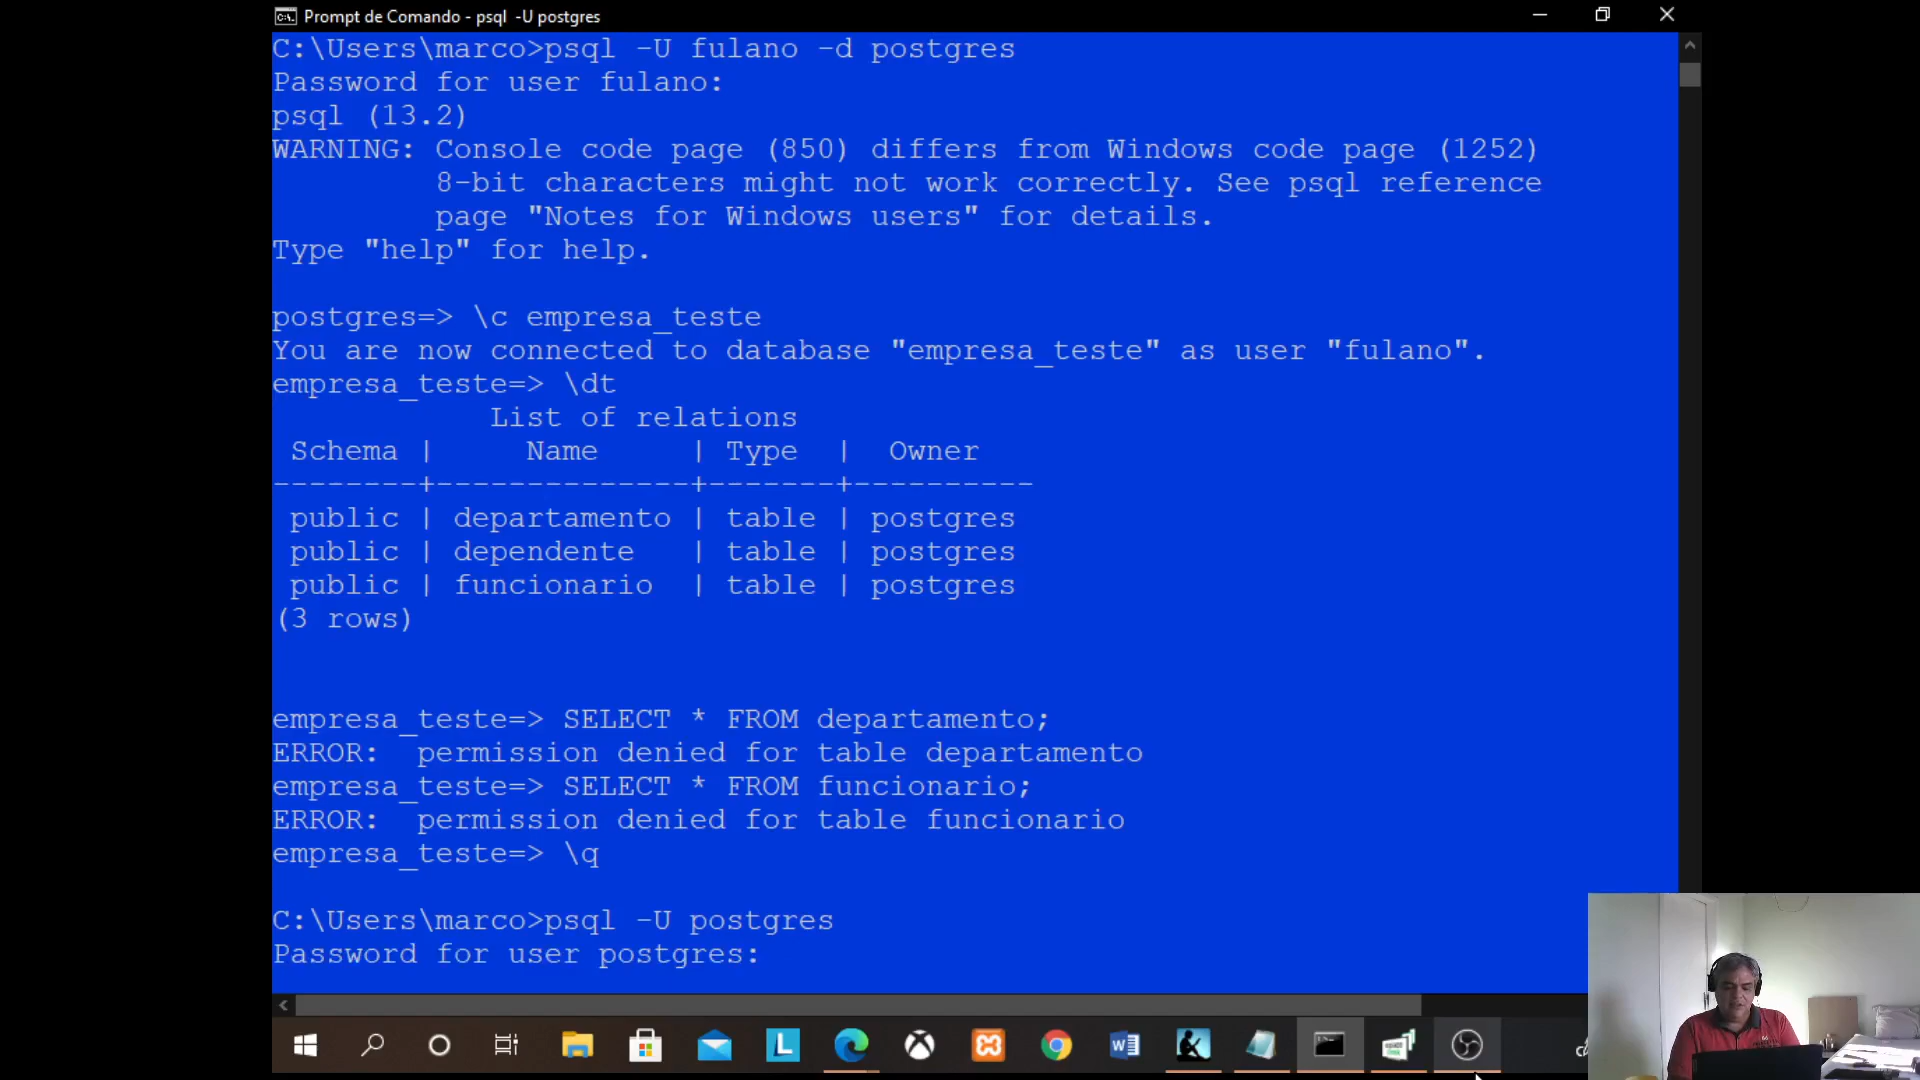 Prompt de Comando - psql  -U postgres
C:\Users\marco>psql -U fulano -d postgres
Password for user fulano:
psql (13.2)
WARNING: Console code page (850) differs from Windows code page (1252)
         8-bit characters might not work correctly. See psql reference
         page "Notes for Windows users" for details.
Type "help" for help.
postgres=> \c empresa_teste
You are now connected to database "empresa_teste" as user "fulano".
empresa_teste=> \dt
            List of relations
 Schema |     Name     | Type  |  Owner
--------+--------------+-------+----------
 public | departamento | table | postgres
 public | dependente   | table | postgres
 public | funcionario  | table | postgres
(3 rows)
empresa_teste=> SELECT * FROM departamento;
ERROR:  permission denied for table departamento
empresa_teste=> SELECT * FROM funcionario;
ERROR:  permission denied for table funcionario
empresa_teste=> \q
C:\Users\marco>psql -U postgres
Password for user postgres: